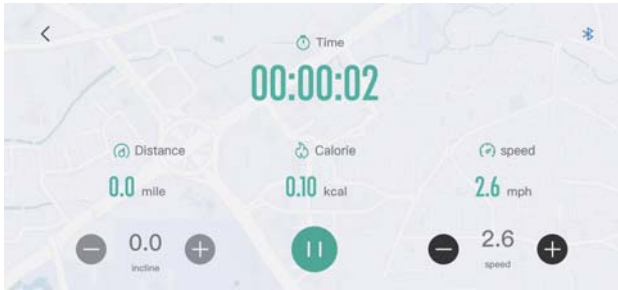 Time
00:00:02
Distance
Calorie
speed
0.0 mile
0.10 kcal
2.6 mph
0.0
incline
2.6
speed